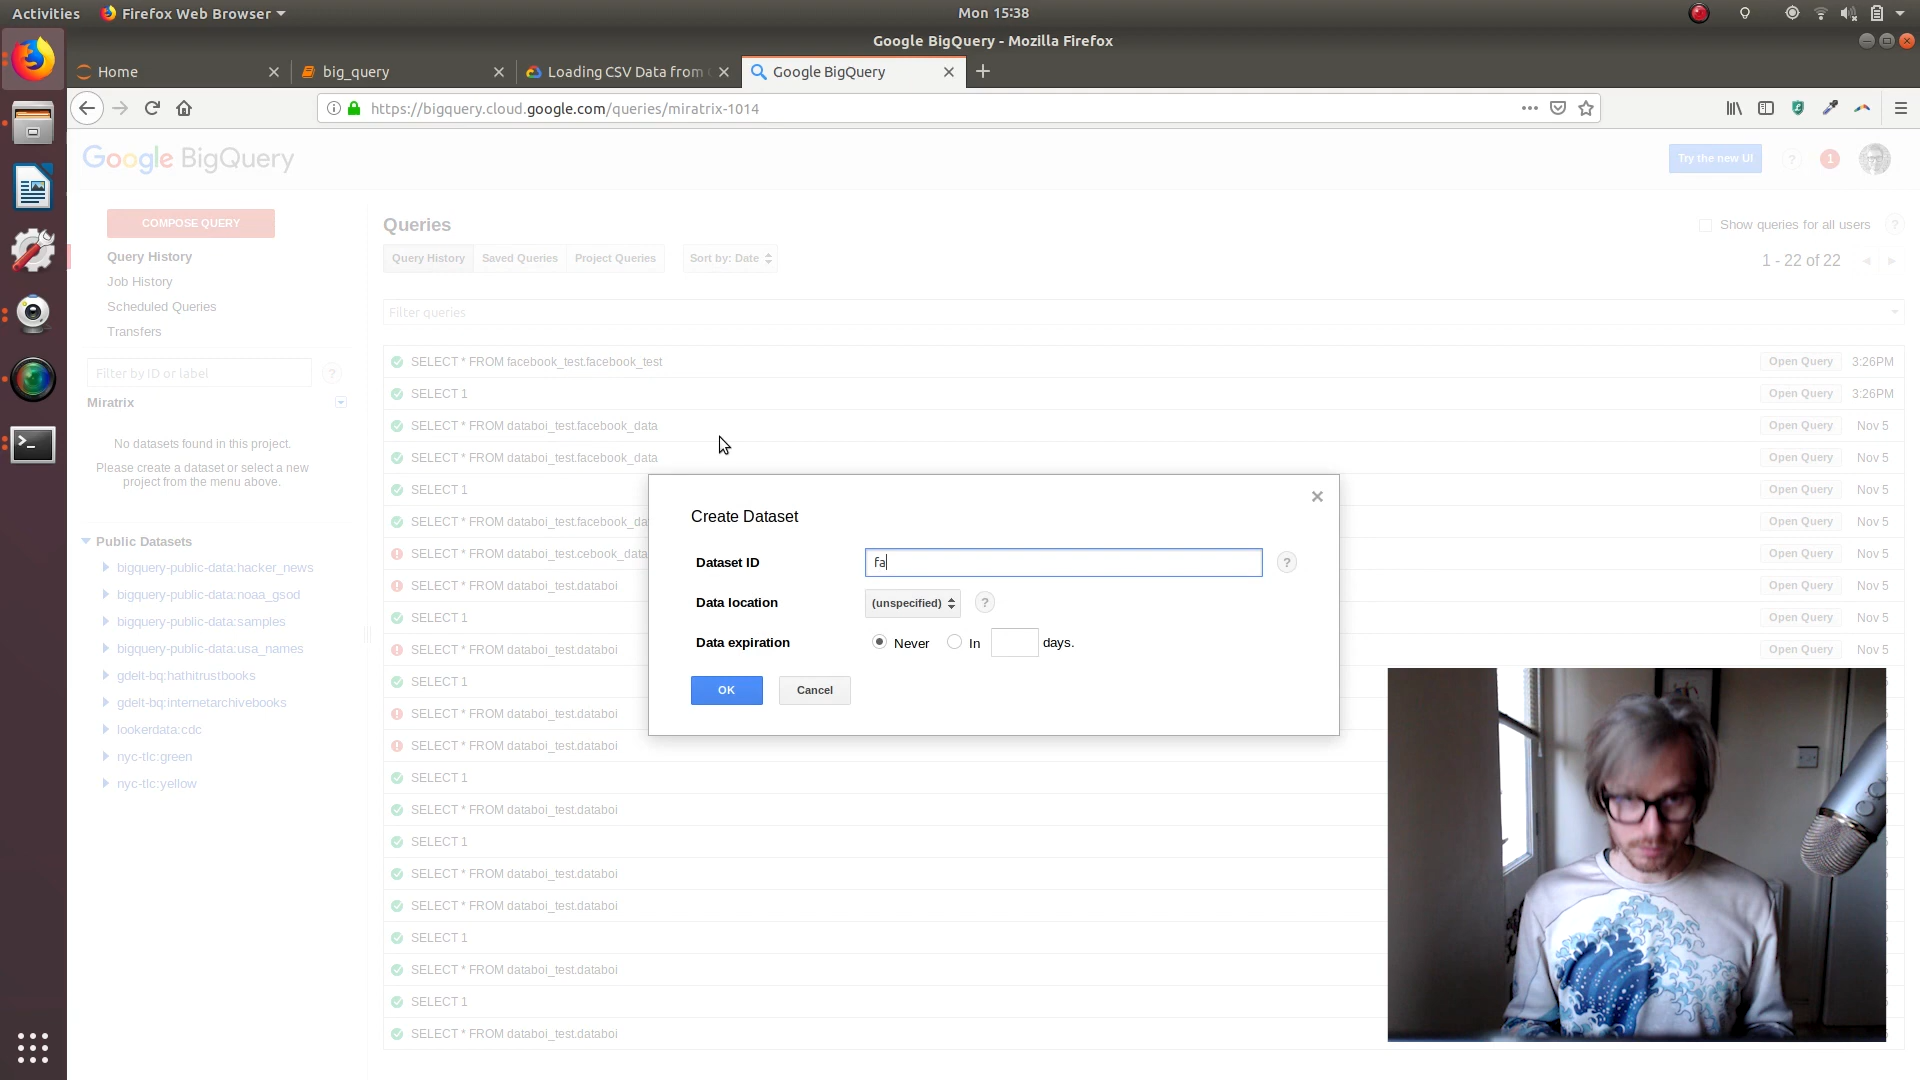 Activities
Firefox Web Browser
Mon 15:38
Google BigQuery - Mozilla Firefox
Home
big_query
Loading CSV Data from
Google BigQuery
https://bigquery.cloud.google.com/queries/miratrix-1014
Google BigQuery
Try the new UI
?
1
COMPOSE QUERY
Query History
Job History
Scheduled Queries
Transfers
Filter by ID or label
?
Miratrix
No datasets found in this project.
Please create a dataset or select a new
project from the menu above.
Public Datasets
bigquery-public-data:hacker_news
bigquery-public-data:noaa_gsod
bigquery-public-data:samples
bigquery-public-data:usa_names
gdelt-bq:hathitrustbooks
gdelt-bq:internetarchivebooks
lookerdata:cdc
nyc-tlc:green
nyc-tlc:yellow
Queries
Show queries for all users
?
Query History
Saved Queries
Project Queries
Sort by: Date
1 - 22 of 22
Filter queries
SELECT * FROM facebook_test.facebook_test Open Query 3:26PM
SELECT 1 Open Query 3:26PM
SELECT * FROM databoi_test.facebook_data Open Query Nov 5
SELECT * FROM databoi_test.facebook_data Open Query Nov 5
SELECT 1 Open Query Nov 5
SELECT * FROM databoi_test.facebook_da Open Query Nov 5
SELECT * FROM databoi_test.cebook_data Open Query Nov 5
SELECT * FROM databoi_test.databoi Open Query Nov 5
SELECT 1 Open Query Nov 5
SELECT * FROM databoi_test.databoi Open Query Nov 5
SELECT 1
SELECT * FROM databoi_test.databoi
SELECT * FROM databoi_test.databoi
SELECT 1
SELECT * FROM databoi_test.databoi
SELECT 1
SELECT * FROM databoi_test.databoi
SELECT * FROM databoi_test.databoi
SELECT 1
SELECT * FROM databoi_test.databoi
SELECT 1
SELECT * FROM databoi_test.databoi
Create Dataset
Dataset ID
fa
?
Data location
(unspecified)
?
Data expiration
Never
In
days.
OK
Cancel